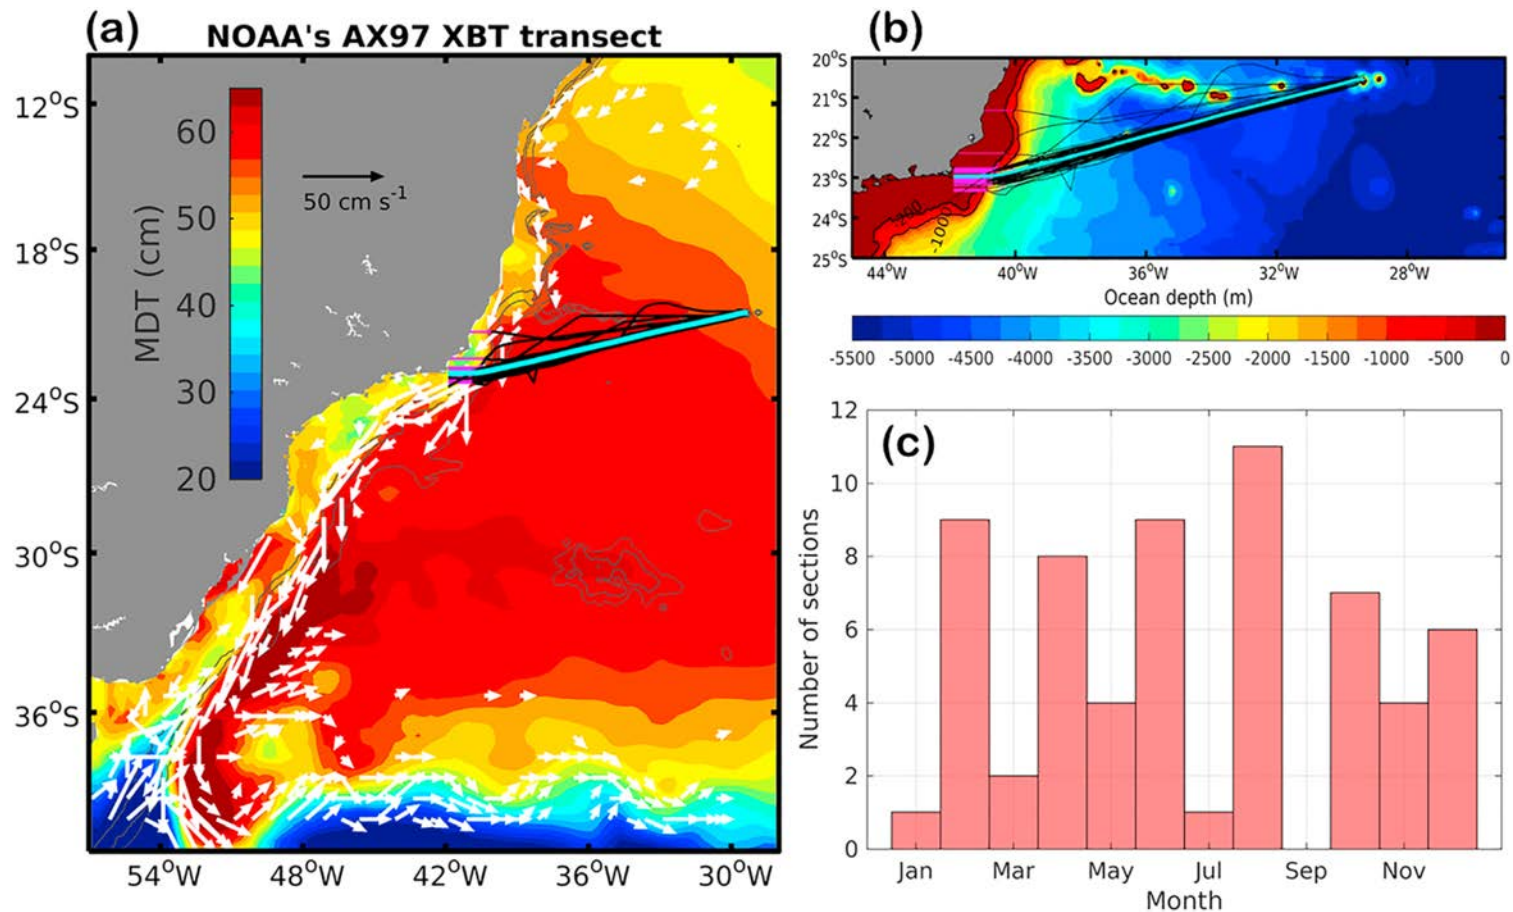 (a)
NOAA's AX97 XBT transect
12°S
18°S
24°S
30°S
36°S
54°W 48°W 42°W 36°W 30°W
MDT (cm)
60
50
40
30
20
50 cm s⁻¹
(b)
20°S
21°S
22°S
23°S
24°S
25°S
-200
-1000
44°W 40°W 36°W 32°W 28°W
Ocean depth (m)
-5500 -5000 -4500 -4000 -3500 -3000 -2500 -2000 -1500 -1000 -500 0
(c)
Number of sections
12
10
8
6
4
2
0
Jan Mar May Jul Sep Nov
Month